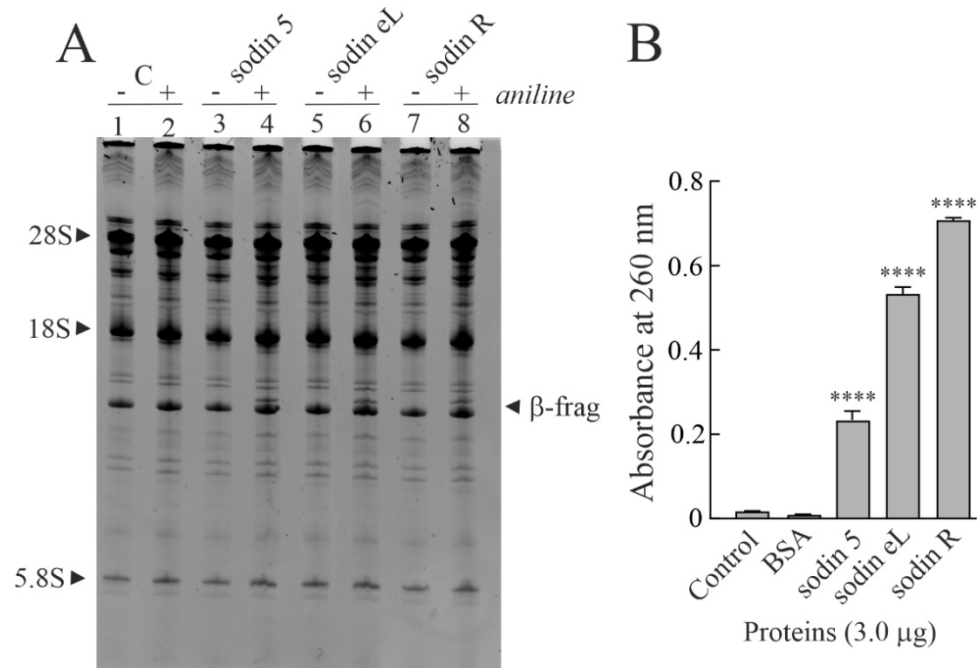 A
C sodin 5 sodin eL sodin R
- + - + - + - + aniline
1 2 3 4 5 6 7 8
28S
18S
β-frag
5.8S
B
Absorbance at 260 nm
0.8
0.6
0.4
0.2
0
**** **** ****
Control BSA sodin 5 sodin eL sodin R
Proteins (3.0 μg)